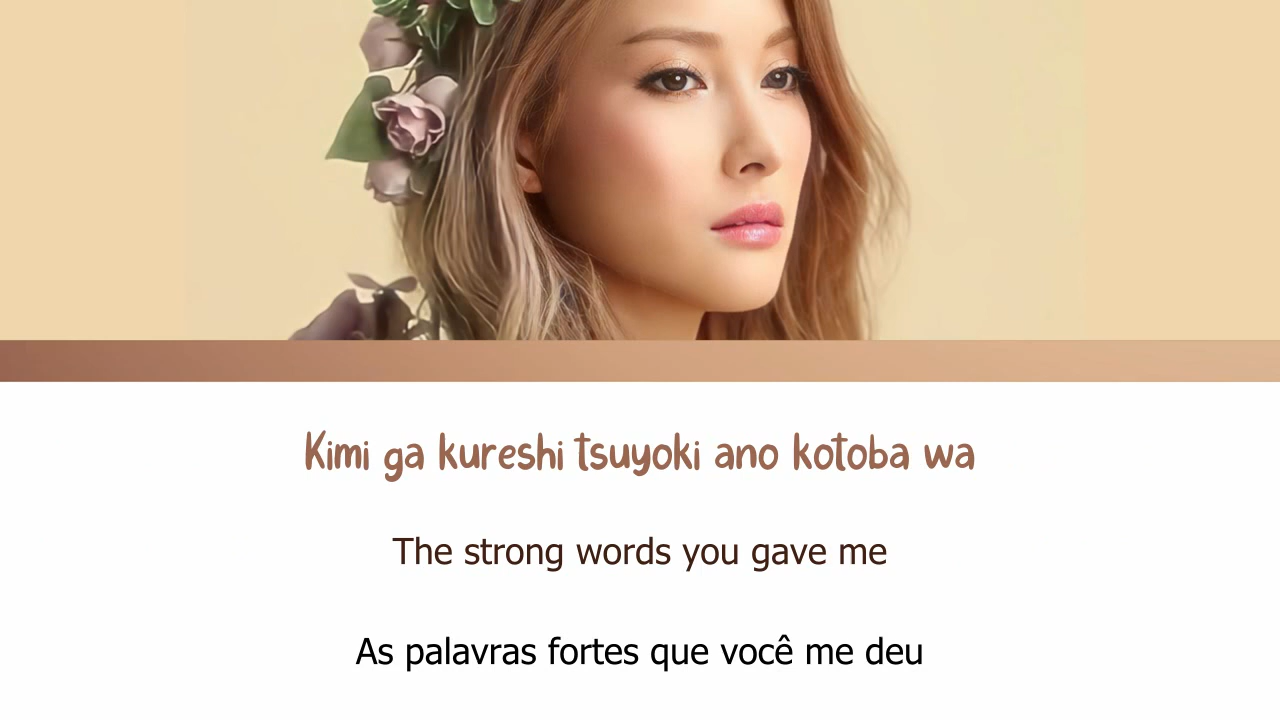 Kimi ga kureshi tsuyoki ano kotoba wa
The strong words you gave me
As palavras fortes que você me deu